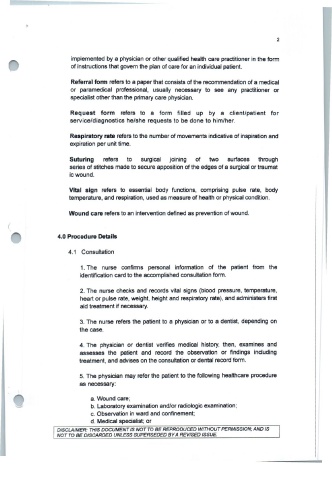 2
implemented by a physician or other qualified health care practitioner in the form
of instructions that govern the plan of care for an individual patient.
Referral form refers to a paper that consists of the recommendation of a medical
or paramedical professional, usually necessary to see any practitioner or
specialist other than the primary care physician.
Request form refers to a form filled up by a client/patient for
service/diagnostics he/she requests to be done to him/her.
Respiratory rate refers to the number of movements indicative of inspiration and
expiration per unit time.
Suturing refers to surgical joining of two surfaces through
series of stitches made to secure apposition of the edges of a surgical or traumat
ic wound.
Vital sign refers to essential body functions, comprising pulse rate, body
temperature, and respiration, used as measure of health or physical condition.
Wound care refers to an intervention defined as prevention of wound.
4.0 Procedure Details
4.1 Consultation
1. The nurse confirms personal information of the patient from the
identification card to the accomplished consultation form.
2. The nurse checks and records vital signs (blood pressure, temperature,
heart or pulse rate, weight, height and respiratory rate), and administers first
aid treatment if necessary.
3. The nurse refers the patient to a physician or to a dentist, depending on
the case.
4. The physician or dentist verifies medical history, then, examines and
assesses the patient and record the observation or findings including
treatment, and advises on the consultation or dental record form.
5. The physician may refer the patient to the following healthcare procedure
as necessary:
a. Wound care;
b. Laboratory examination and/or radiologic examination;
c. Observation in ward and confinement;
d. Medical specialist; or
DISCLAIMER: THIS DOCUMENT IS NOT TO BE REPRODUCED WITHOUT PERMISSION, AND IS
NOT TO BE DISCARDED UNLESS SUPERSEDED BY A REVISED ISSUE.